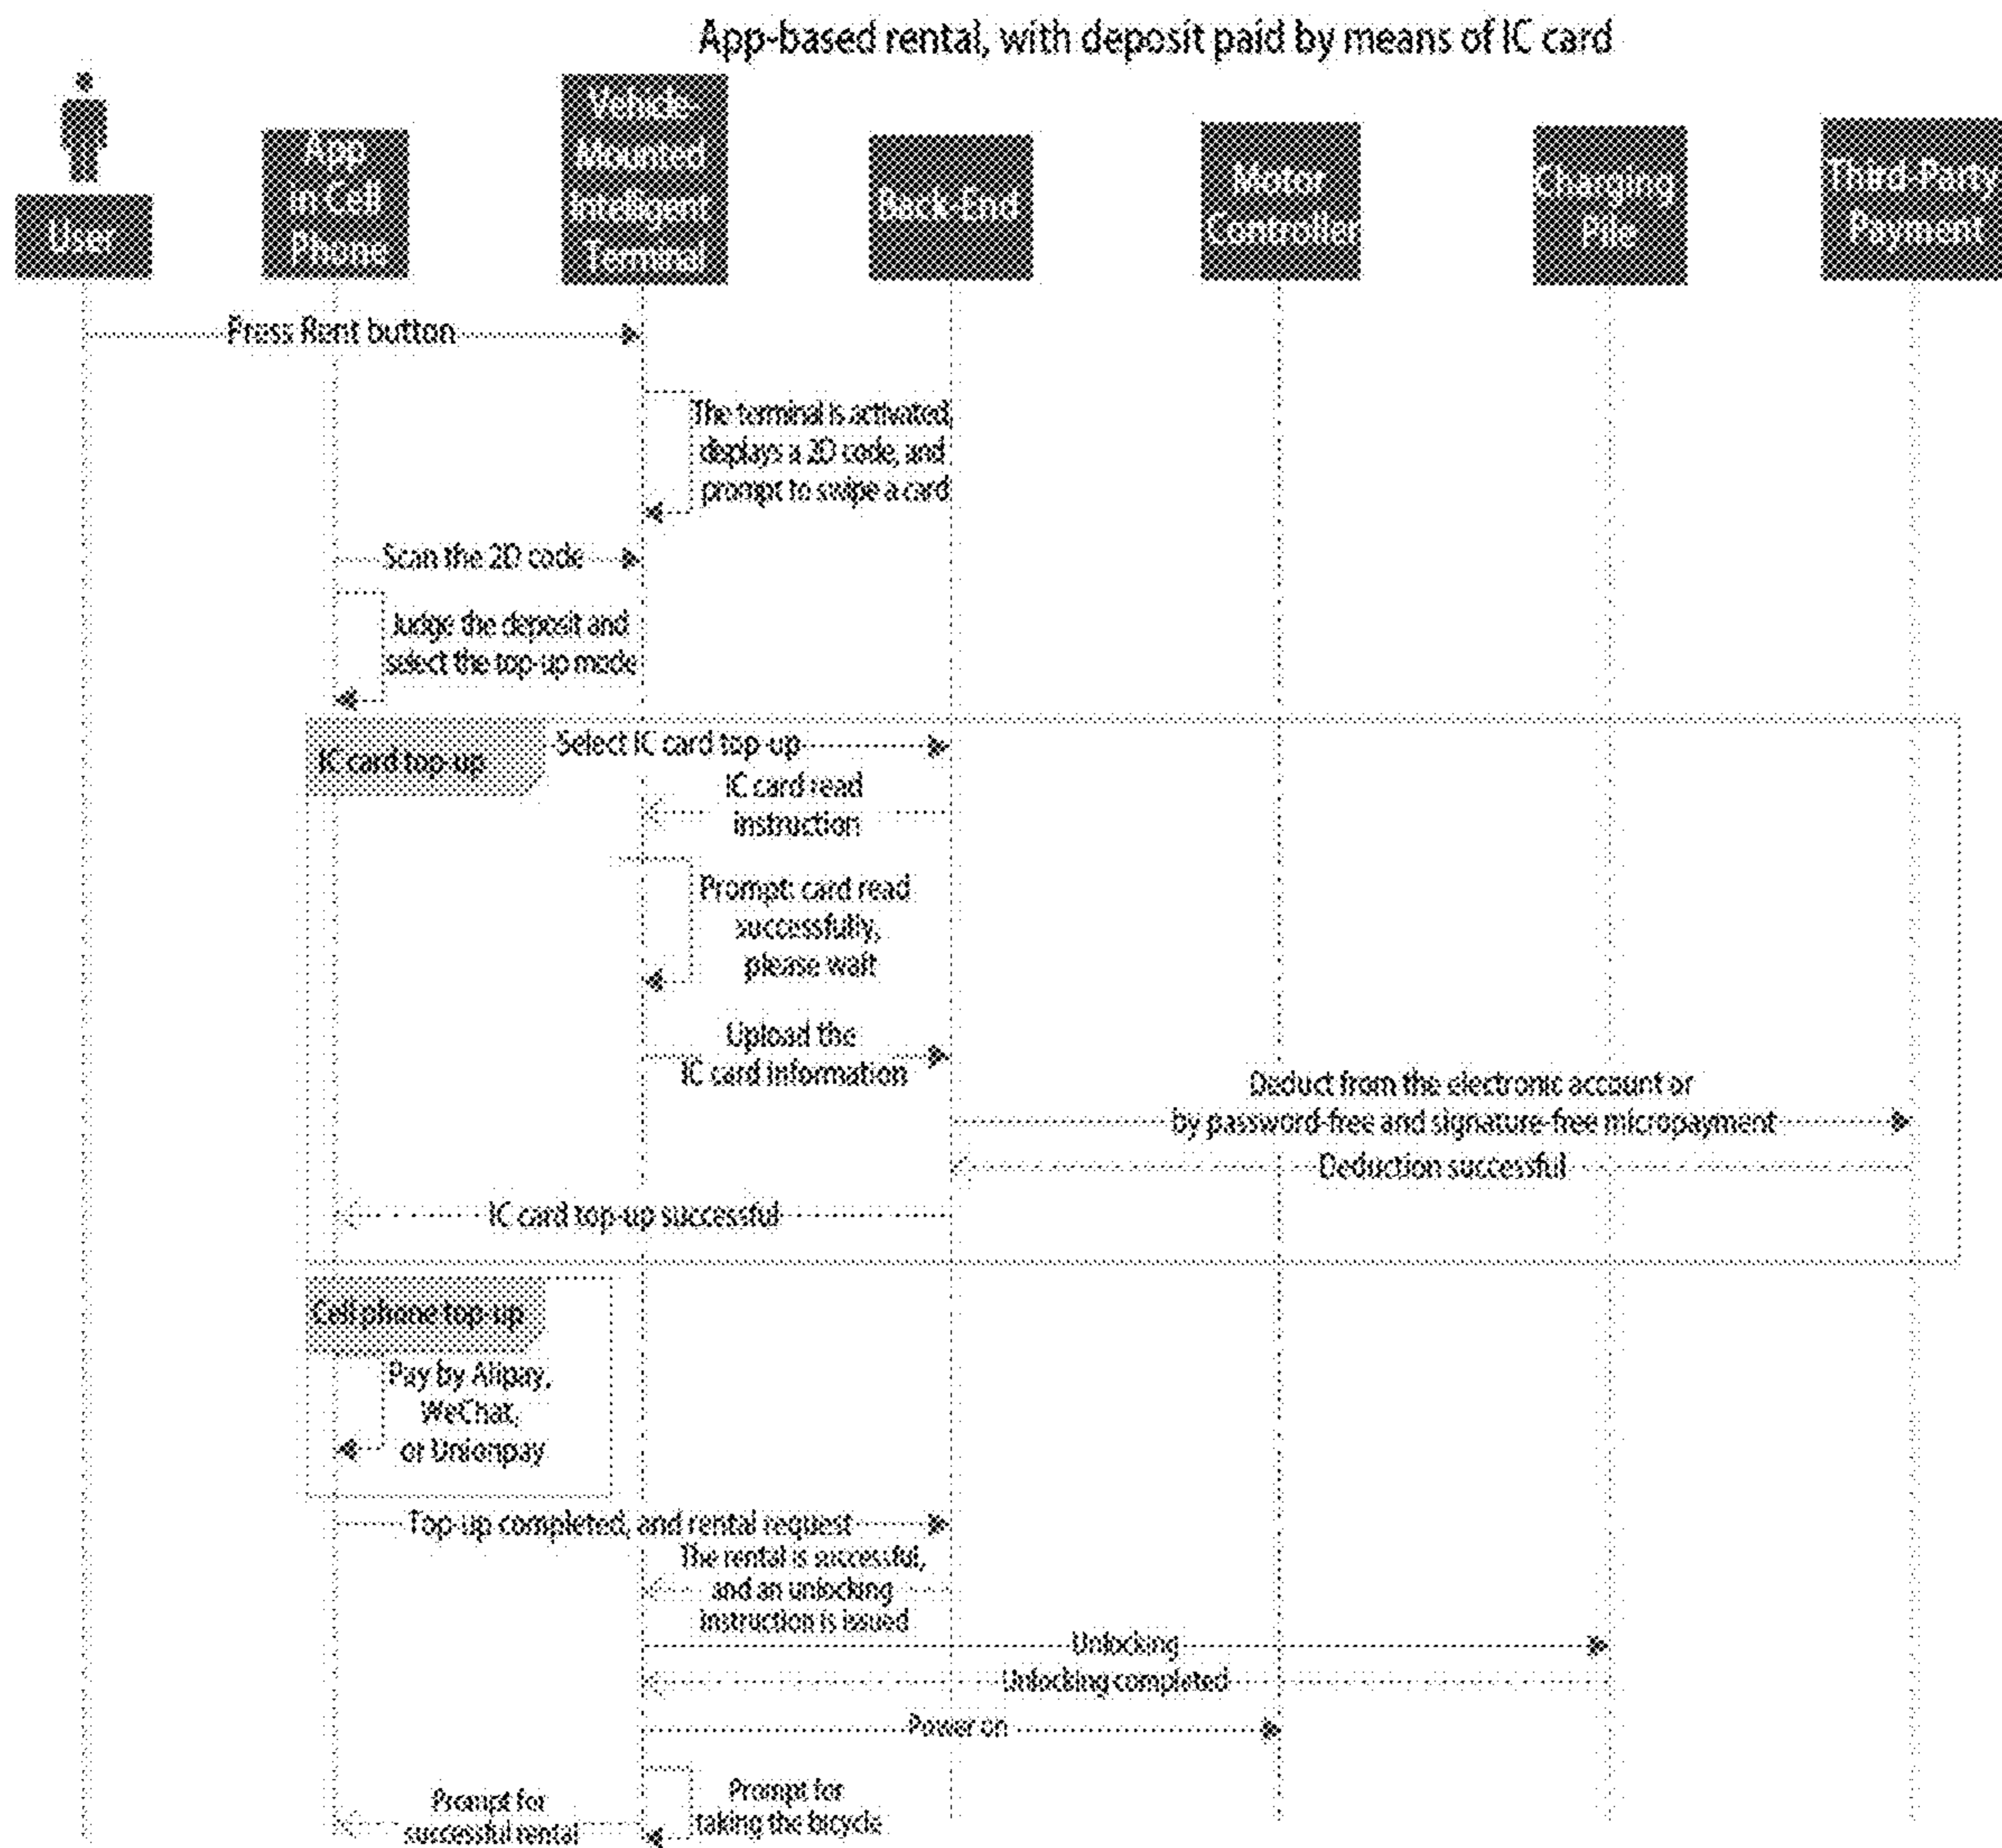 App-based rental, with deposit paid by means of IC card
User
App
in Cell
Phone
Vehicle-
Mounted
Intelligent
Terminal
Back-End
Motor
Controller
Charging
Pile
Third-Party
Payment
Press Rent button
The terminal is activated,
displays a 2D code, and
prompt to swipe a card
Scan the 2D code
Judge the deposit and
select the top-up mode
IC card top-up
Select IC card top-up
IC card read
instruction
Prompt: card read
successfully,
please wait
Upload the
IC card information
Deduct from the electronic account or
by password-free and signature-free micropayment
Deduction successful
IC card top-up successful
Cell phone top-up
Pay by Alipay,
WeChat,
or Unionpay
Top-up completed, and rental request
The rental is successful,
and an unlocking
instruction is issued
Unlocking
Unlocking completed
Power on
Prompt for
taking the bicycle
Prompt for
successful rental